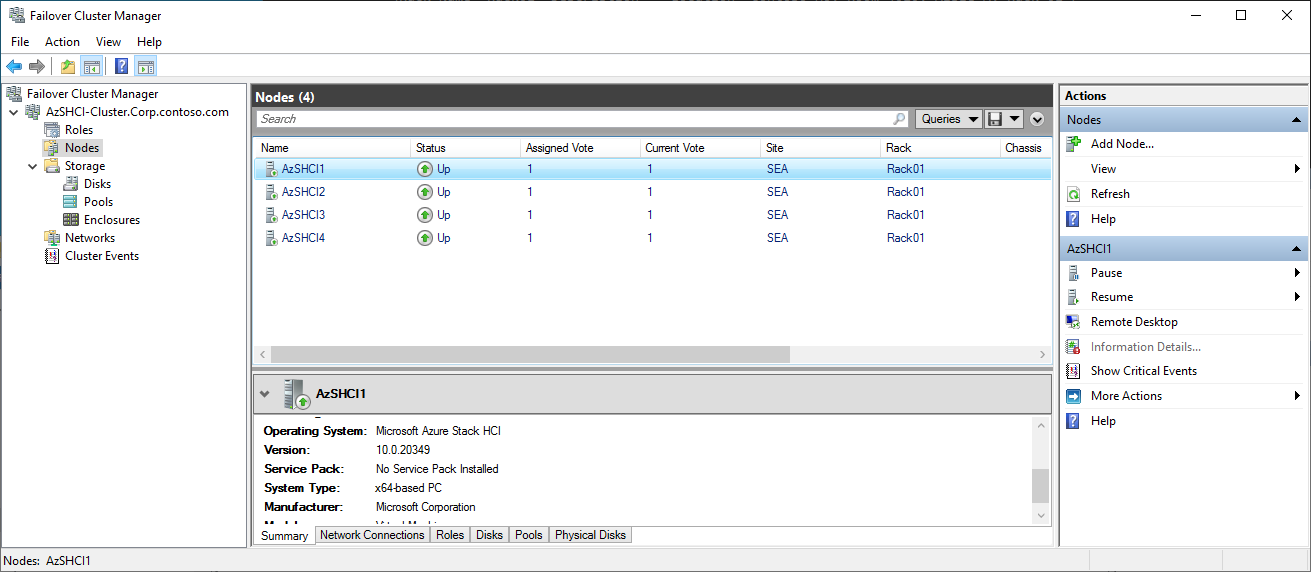 Failover Cluster Manager
File Action View Help
Failover Cluster Manager
AzSHCI-Cluster.Corp.contoso.com
Roles
Nodes
Storage
Disks
Pools
Enclosures
Networks
Cluster Events
Nodes (4)
Search
Queries
Name Status Assigned Vote Current Vote Site Rack Chassis
AzSHCI1 Up 1 1 SEA Rack01
AzSHCI2 Up 1 1 SEA Rack01
AzSHCI3 Up 1 1 SEA Rack01
AzSHCI4 Up 1 1 SEA Rack01
AzSHCI1
Operating System: Microsoft Azure Stack HCI
Version: 10.0.20349
Service Pack: No Service Pack Installed
System Type: x64-based PC
Manufacturer: Microsoft Corporation
Summary Network Connections Roles Disks Pools Physical Disks
Actions
Nodes
Add Node...
View
Refresh
Help
AzSHCI1
Pause
Resume
Remote Desktop
Information Details...
Show Critical Events
More Actions
Help
Nodes: AzSHCI1